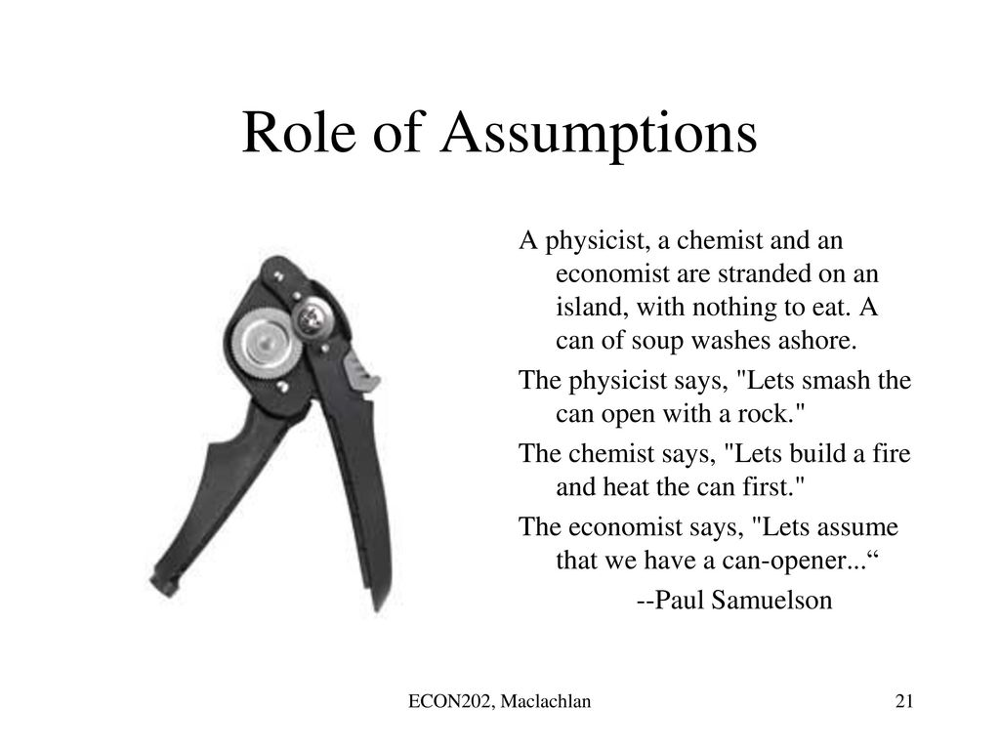 Role of Assumptions
A physicist, a chemist and an
economist are stranded on an
island, with nothing to eat. A
can of soup washes ashore.
The physicist says, "Lets smash the
can open with a rock."
The chemist says, "Lets build a fire
and heat the can first."
The economist says, "Lets assume
that we have a can-opener...“
--Paul Samuelson
ECON202, Maclachlan
21